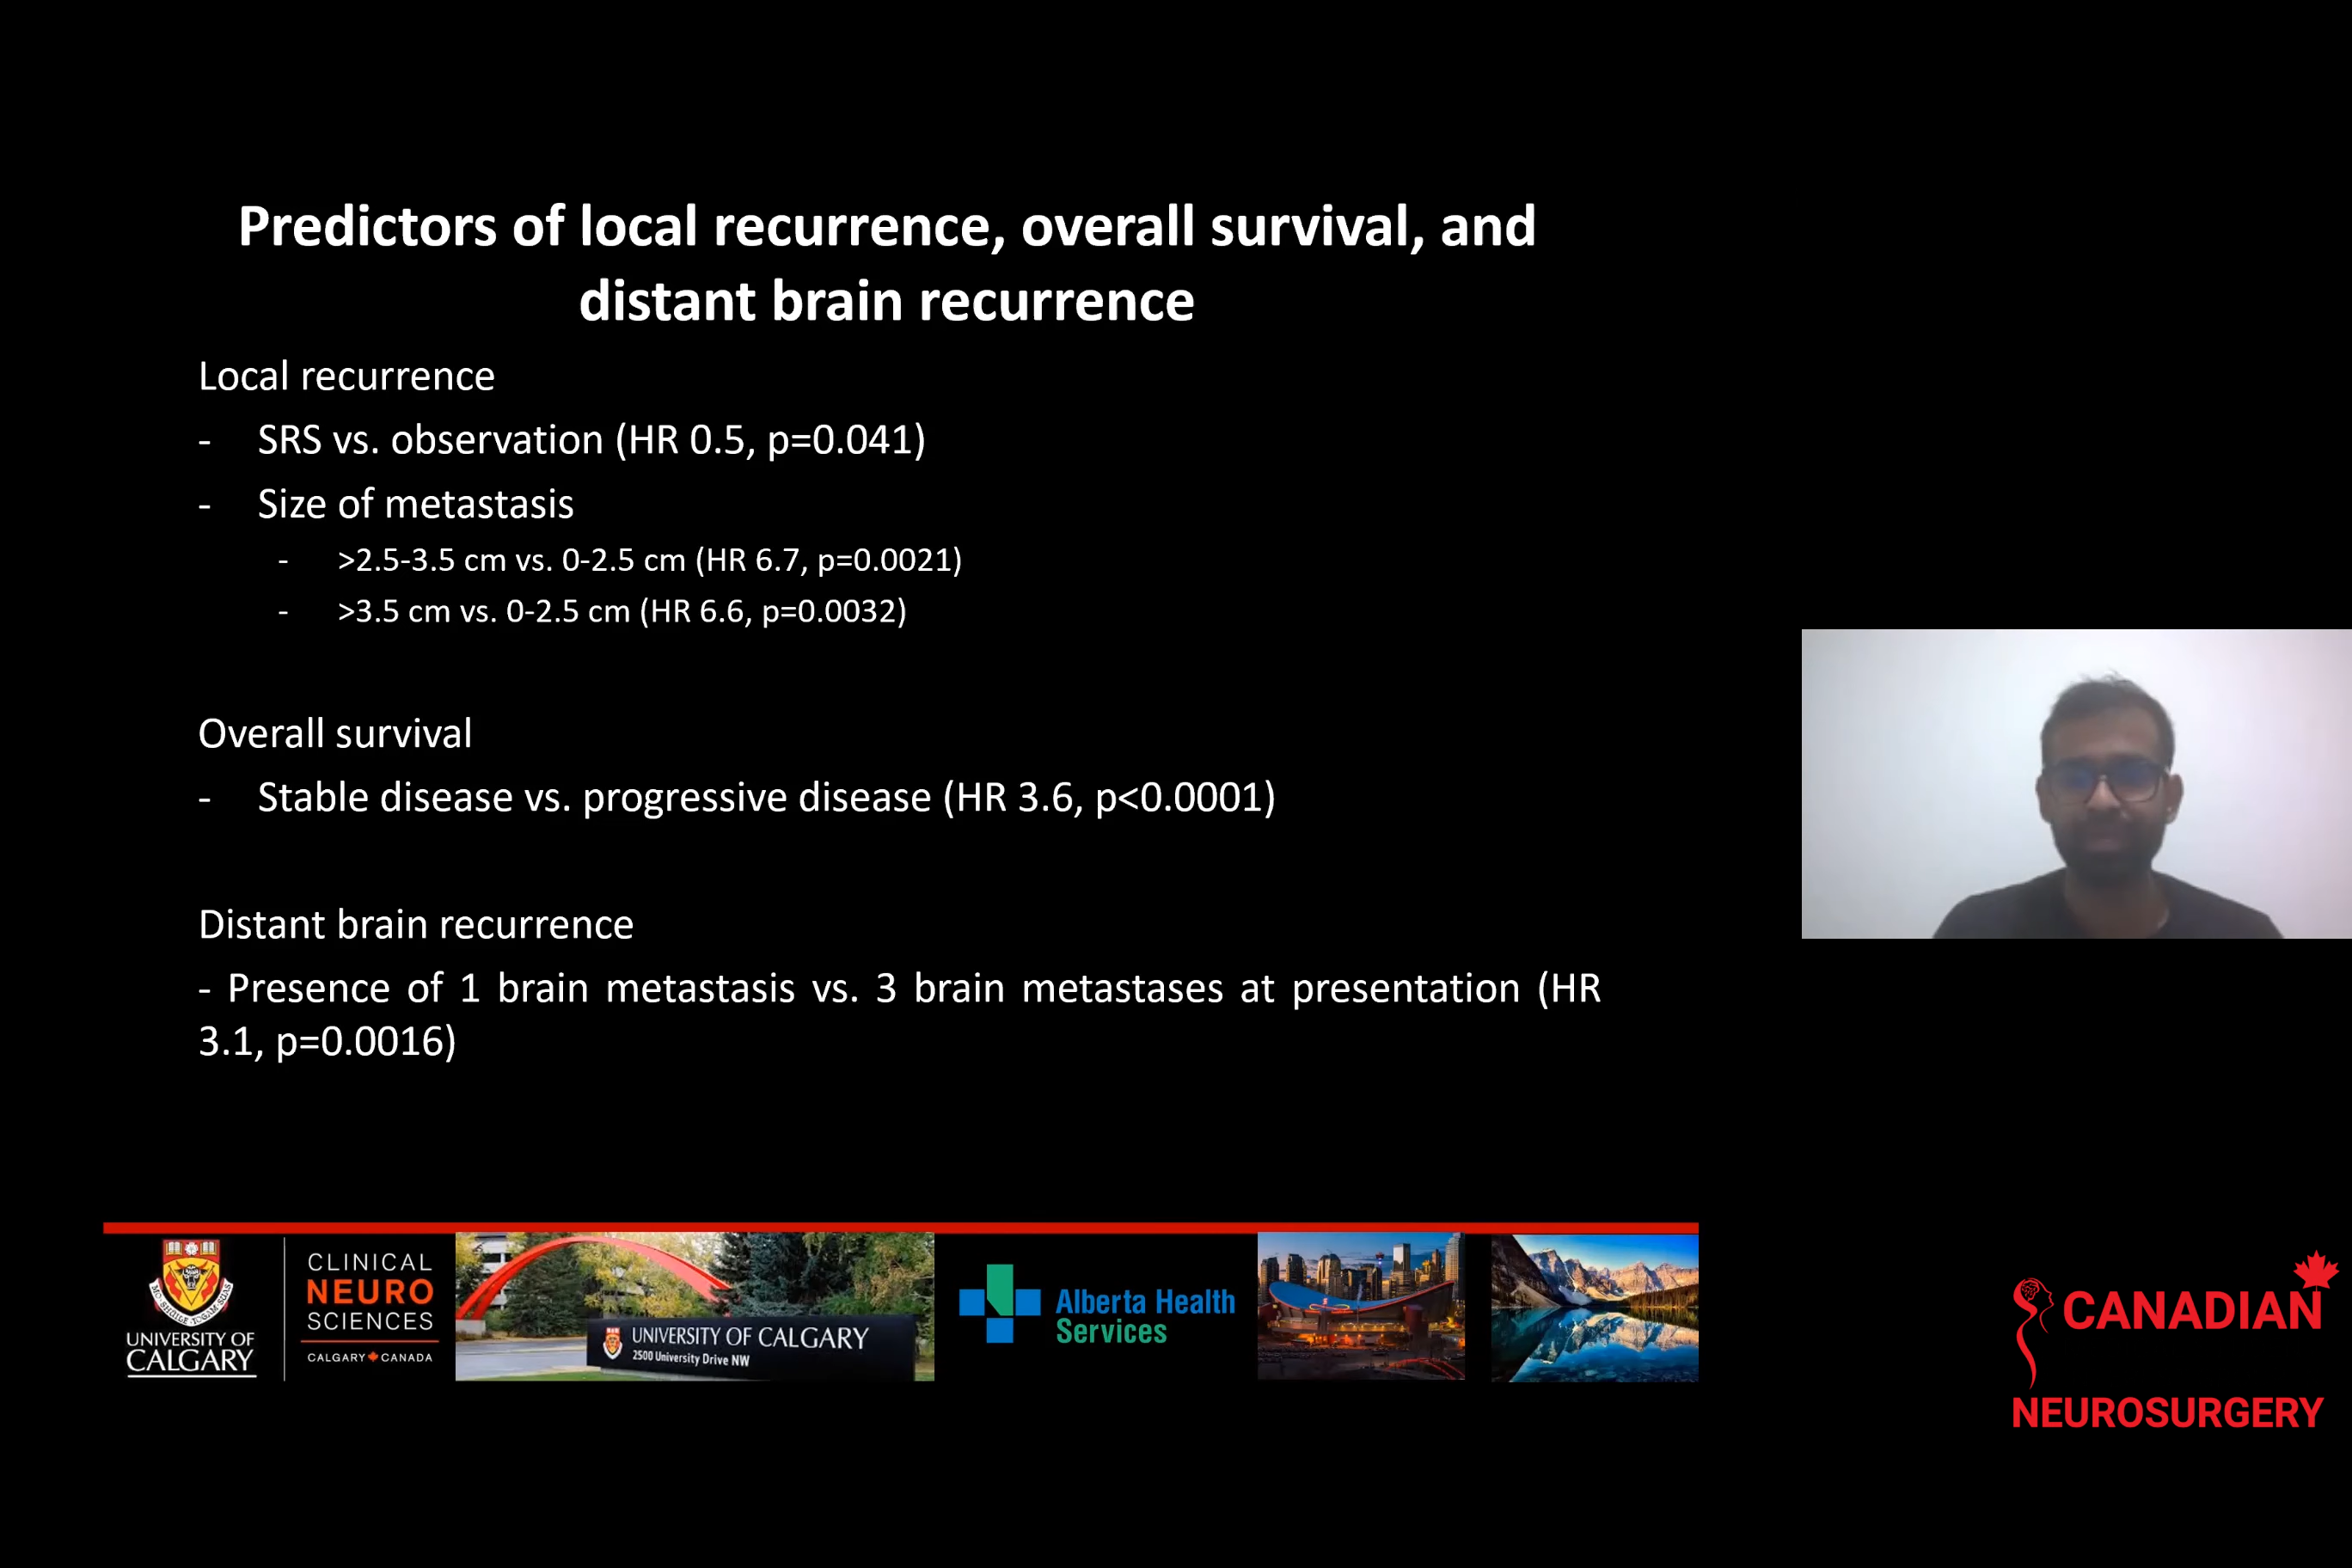 Predictors of local recurrence, overall survival, and
distant brain recurrence
Local recurrence
- SRS vs. observation (HR 0.5, p=0.041)
- Size of metastasis
- >2.5-3.5 cm vs. 0-2.5 cm (HR 6.7, p=0.0021)
- >3.5 cm vs. 0-2.5 cm (HR 6.6, p=0.0032)
Overall survival
- Stable disease vs. progressive disease (HR 3.6, p<0.0001)
Distant brain recurrence
- Presence of 1 brain metastasis vs. 3 brain metastases at presentation (HR
3.1, p=0.0016)
UNIVERSITY OF
CALGARY
CLINICAL
NEURO
SCIENCES
CALGARY CANADA
UNIVERSITY OF CALGARY
2500 University Drive NW
Alberta Health
Services
CANADIAN
NEUROSURGERY